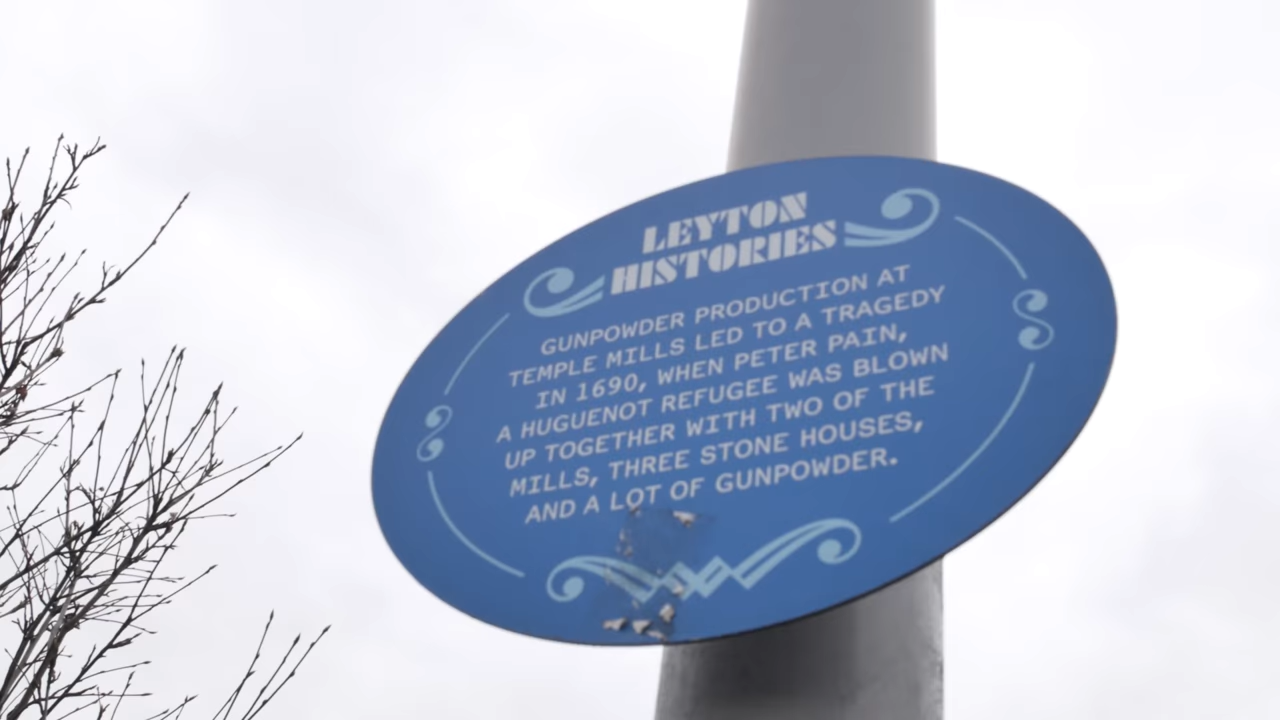 LEYTON
HISTORIES
GUNPOWDER PRODUCTION AT
TEMPLE MILLS LED TO A TRAGEDY
IN 1690, WHEN PETER PAIN,
A HUGUENOT REFUGEE WAS BLOWN
UP TOGETHER WITH TWO OF THE
MILLS, THREE STONE HOUSES,
AND A LOT OF GUNPOWDER.